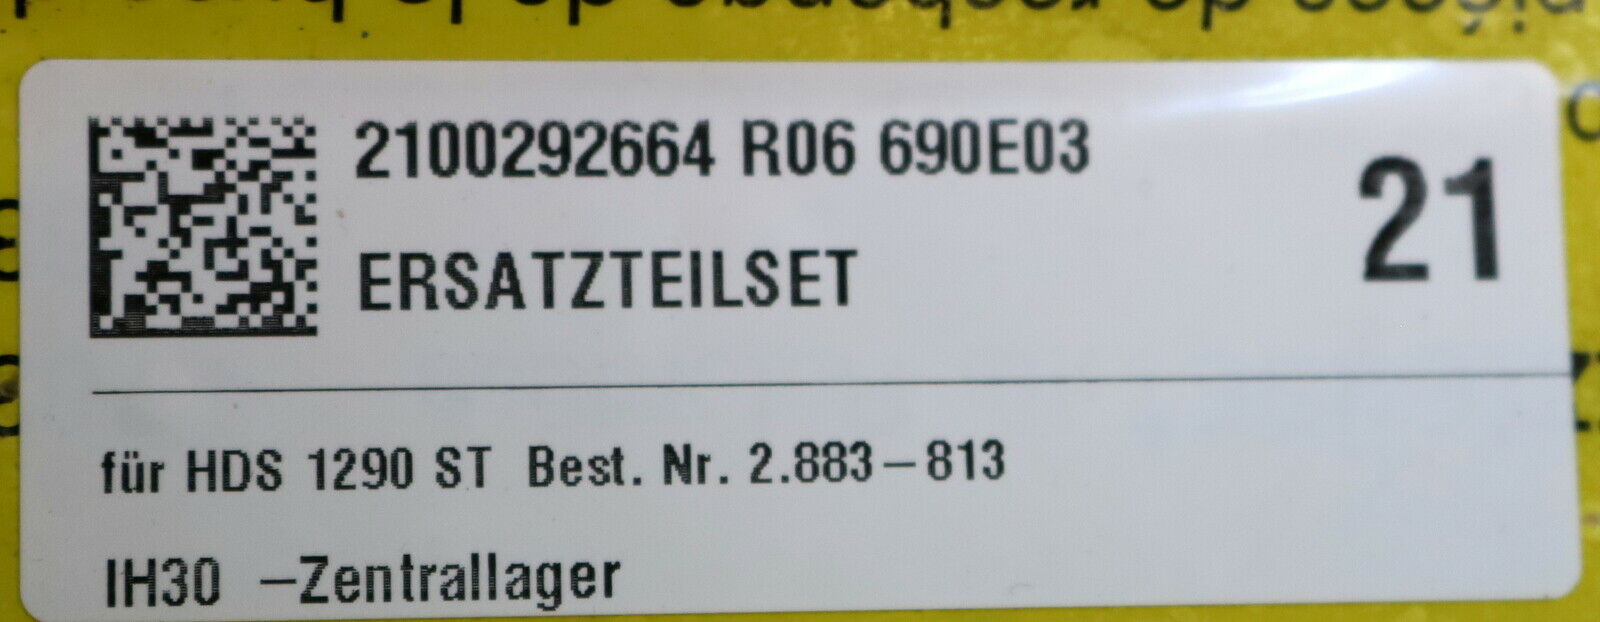 2100292664 R06 690E03
21
ERSATZTEILSET
für HDS 1290 ST Best. Nr. 2.883-813
IH30 -Zentrallager